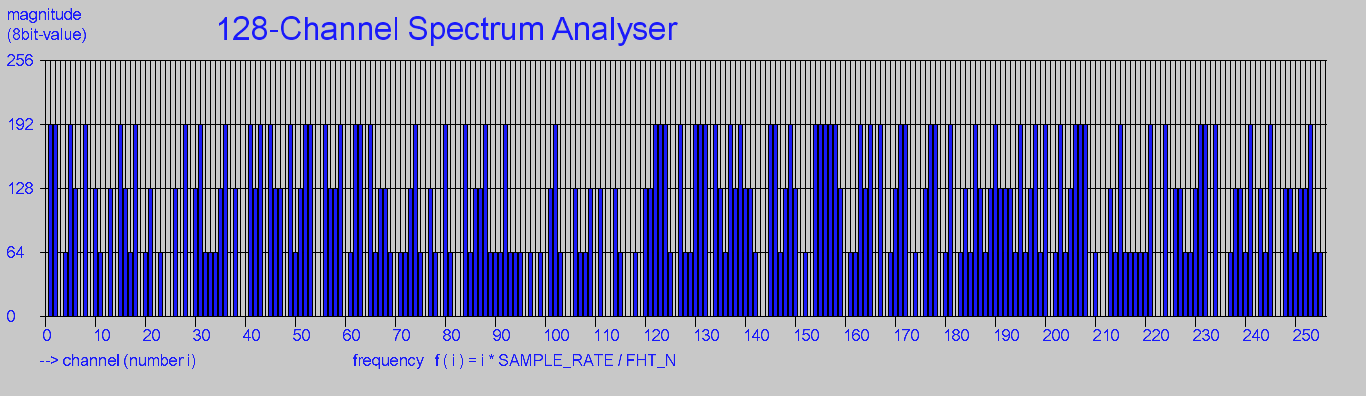 magnitude
(8bit-value)
128-Channel Spectrum Analyser
256
192
128
64
0
0 10 20 30 40 50 60 70 80 90 100 110 120 130 140 150 160 170 180 190 200 210 220 230 240 250
--> channel (number i)
frequency f ( i ) = i * SAMPLE_RATE / FHT_N